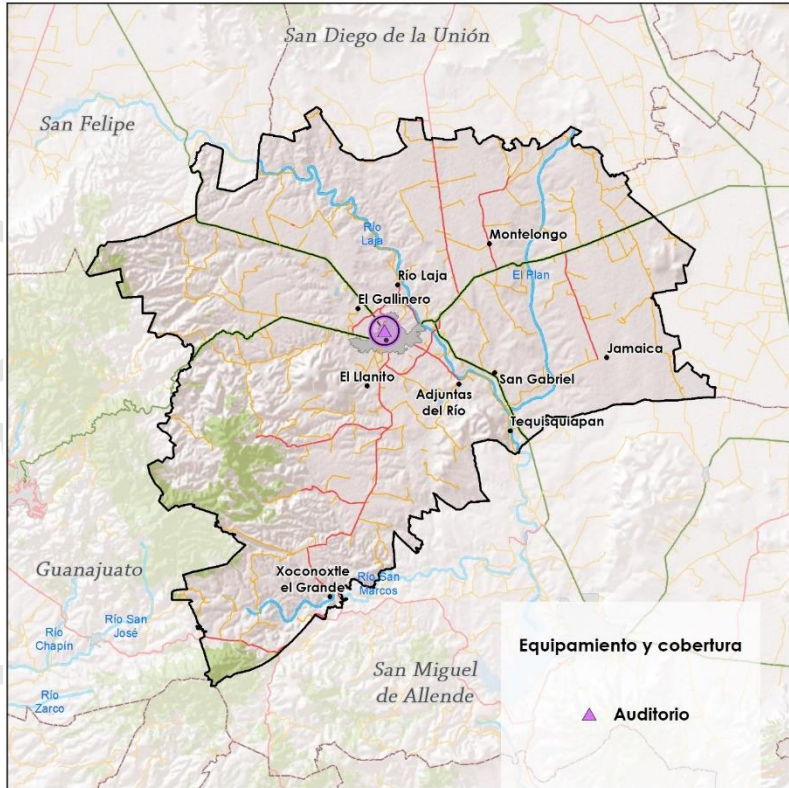 San Diego de la Unión
San Felipe
Río
Laja
Montelongo
El Plan
Río Laja
El Gallinero
Jamaica
San Gabriel
El Llanito
Adjuntas
del Río
Tequisquiapan
Guanajuato
Xoconoxtle
el Grande
Río San
Marcos
Río San
José
Río
Chapín
Río
Zarco
San Miguel
de Allende
Equipamiento y cobertura
Auditorio